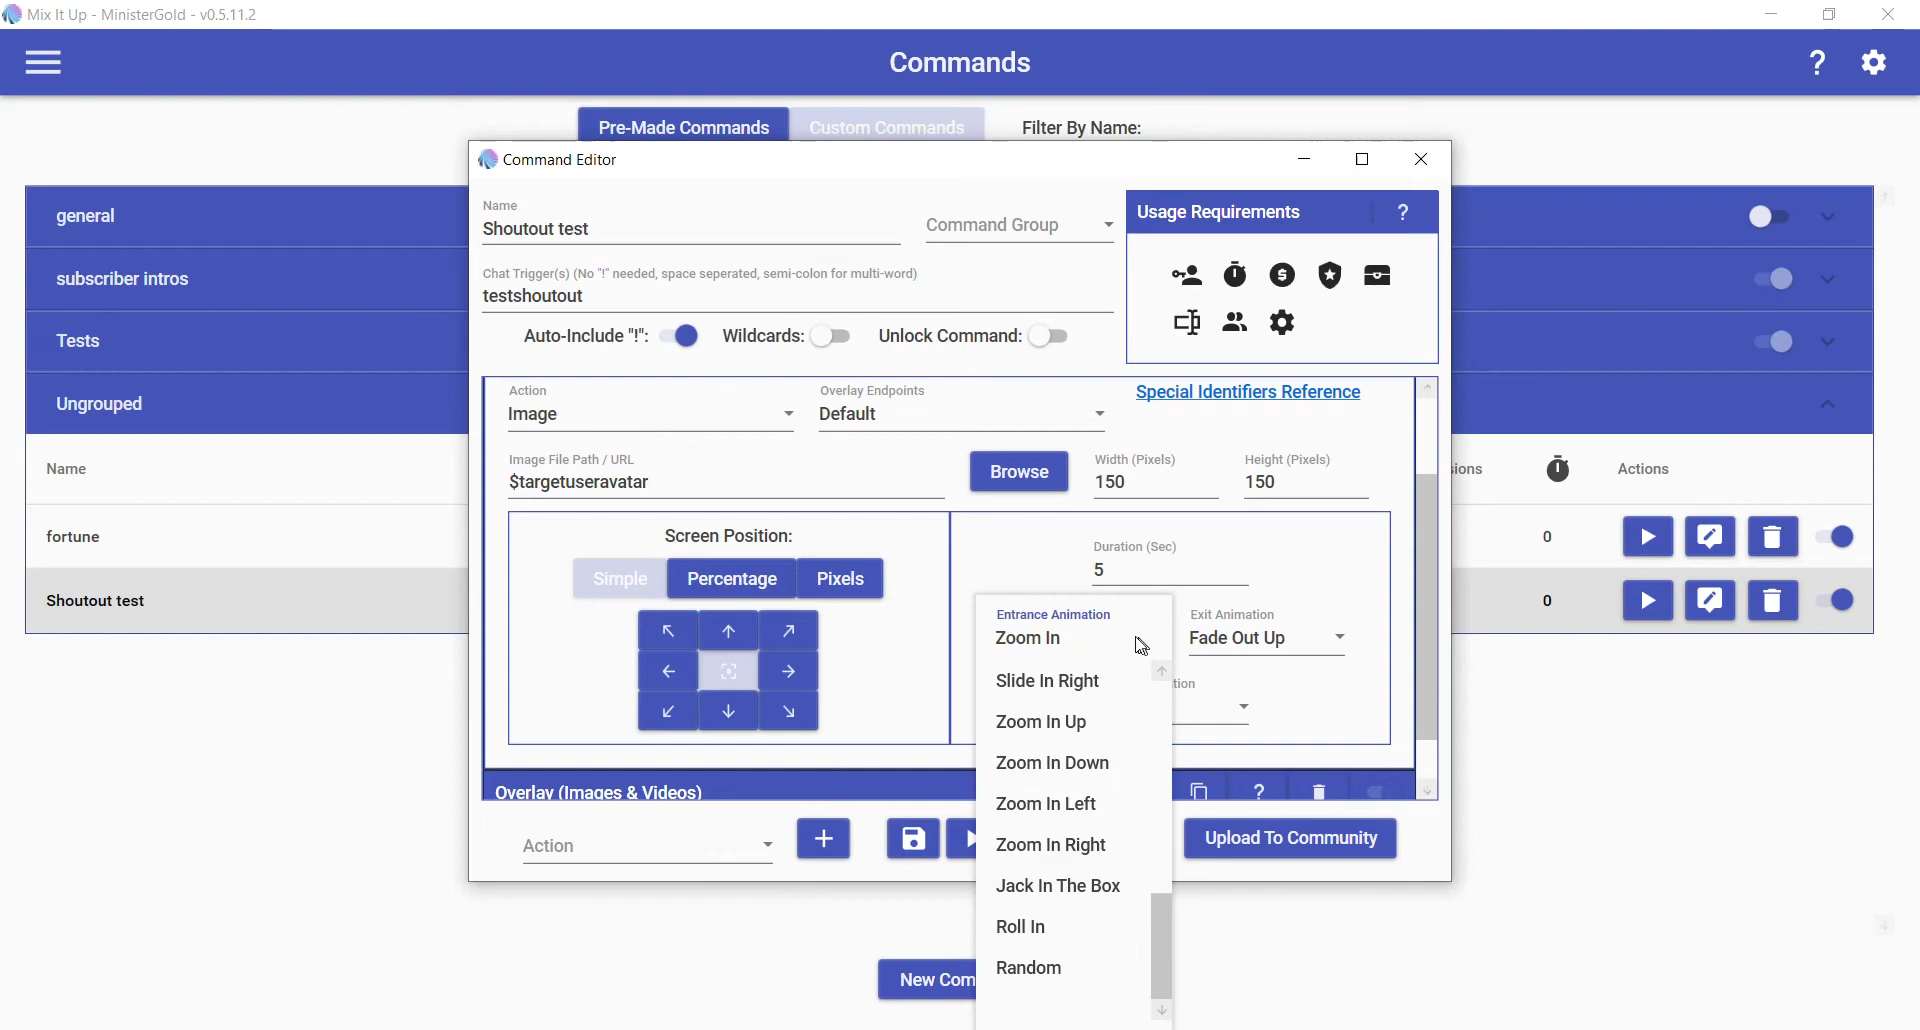 Mix It Up - MinisterGold - v0.5.11.2
Commands
?
Pre-Made Commands
Custom Commands
Filter By Name:
Command Editor
general
subscriber intros
Tests
Ungrouped
Name
fortune
Shoutout test
Name
Shoutout test
Command Group
Usage Requirements
?
Chat Trigger(s) (No "!" needed, space seperated, semi-colon for multi-word)
testshoutout
Auto-Include "!":
Wildcards:
Unlock Command:
Action
Image
Overlay Endpoints
Default
Special Identifiers Reference
Image File Path / URL
$targetuseravatar
Browse
Width (Pixels)
150
Height (Pixels)
150
Screen Position:
Simple
Percentage
Pixels
Duration (Sec)
5
Entrance Animation
Zoom In
Exit Animation
Fade Out Up
tion
Slide In Right
Zoom In Up
Zoom In Down
Zoom In Left
Zoom In Right
Jack In The Box
Roll In
Random
Overlay (Images & Videos)
?
Action
+
Upload To Community
ions
Actions
0
0
New Com